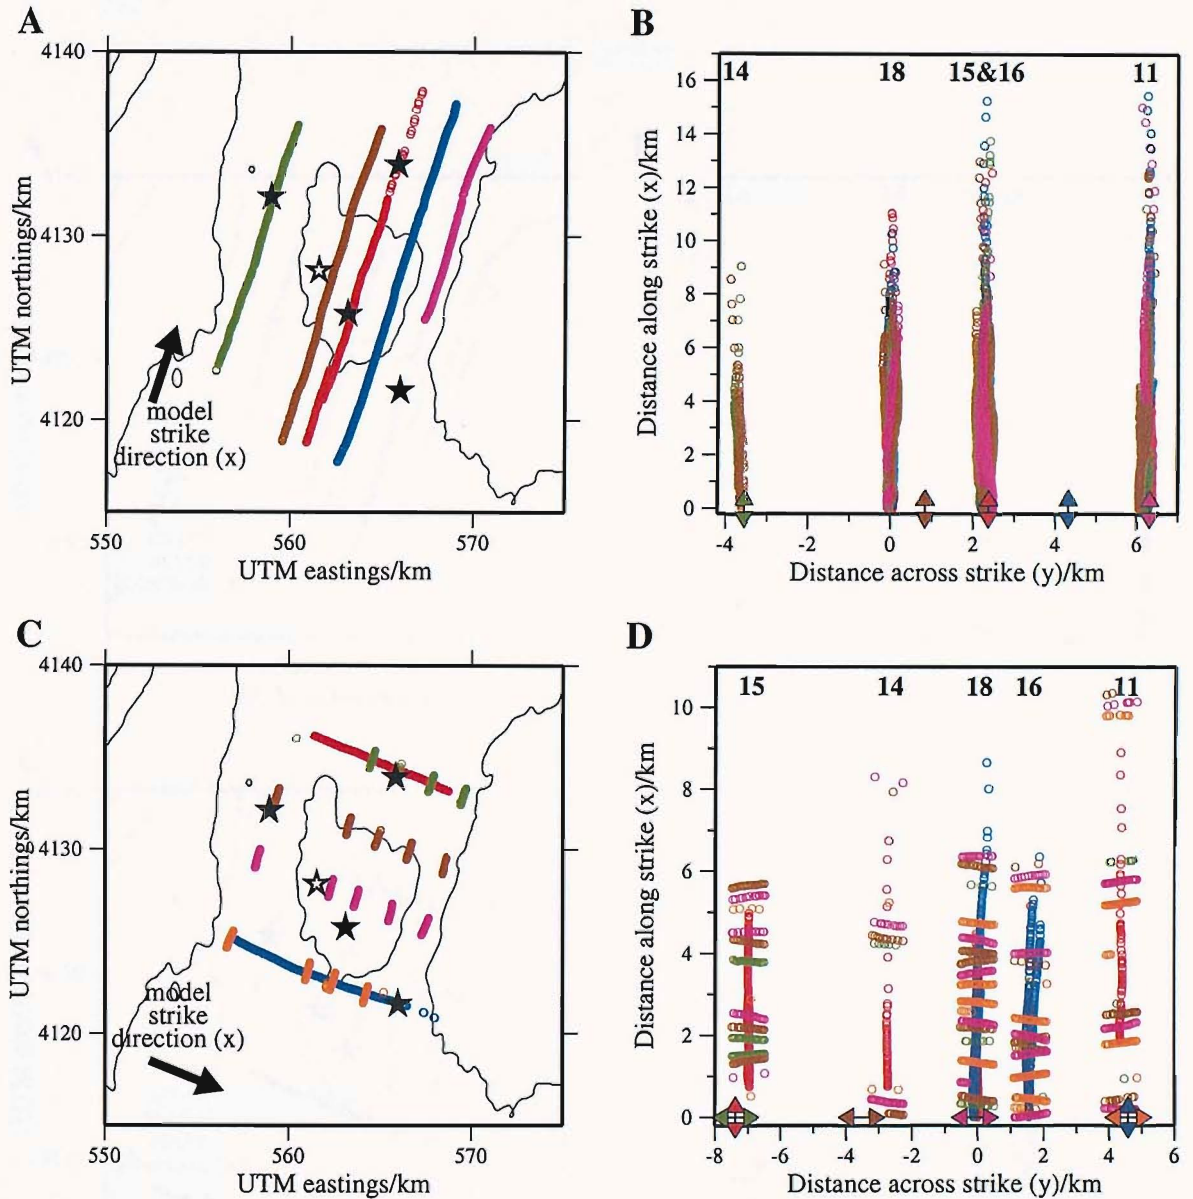 A
4140
4130
4120
UTM northings/km
model
strike
direction (x)
550
560
570
UTM eastings/km
B
14
18
15&16
11
16
14
12
10
8
6
4
2
0
Distance along strike (x)/km
-4
-2
0
2
4
6
Distance across strike (y)/km
C
4140
4130
4120
UTM northings/km
model
strike
direction (x)
550
560
570
UTM eastings/km
D
15
14
18
16
11
10
8
6
4
2
0
Distance along strike (x)/km
-8
-6
-4
-2
0
2
4
6
Distance across strike (y)/km